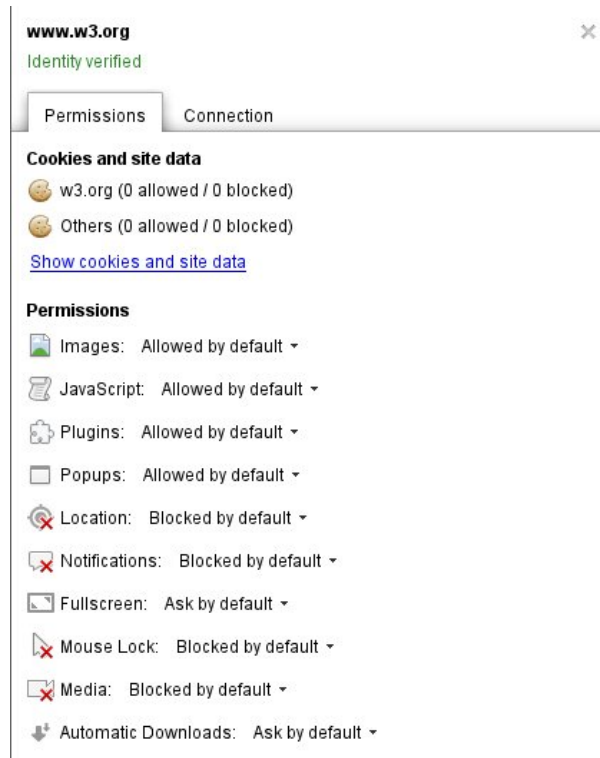 www.w3.org
Identity verified
Permissions Connection
Cookies and site data
w3.org (0 allowed / 0 blocked)
Others (0 allowed / 0 blocked)
Show cookies and site data
Permissions
Images: Allowed by default
JavaScript: Allowed by default
Plugins: Allowed by default
Popups: Allowed by default
Location: Blocked by default
Notifications: Blocked by default
Fullscreen: Ask by default
Mouse Lock: Blocked by default
Media: Blocked by default
Automatic Downloads: Ask by default